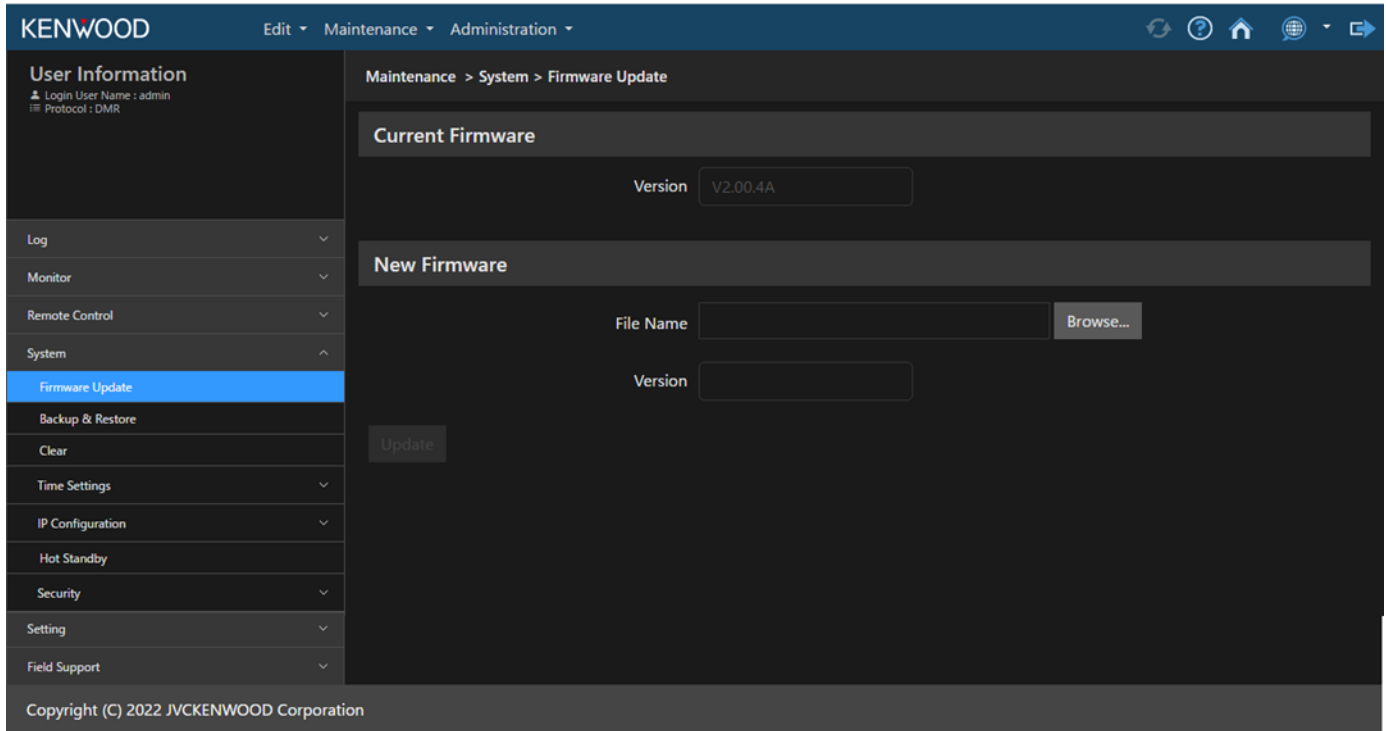 KENWOOD Edit Maintenance Administration
User Information
Login User Name : admin
Protocol : DMR
Log
Monitor
Remote Control
System
Firmware Update
Backup & Restore
Clear
Time Settings
IP Configuration
Hot Standby
Security
Setting
Field Support
Maintenance > System > Firmware Update
Current Firmware
Version V2.00.4A
New Firmware
File Name Browse...
Version
Update
Copyright (C) 2022 JVCKENWOOD Corporation